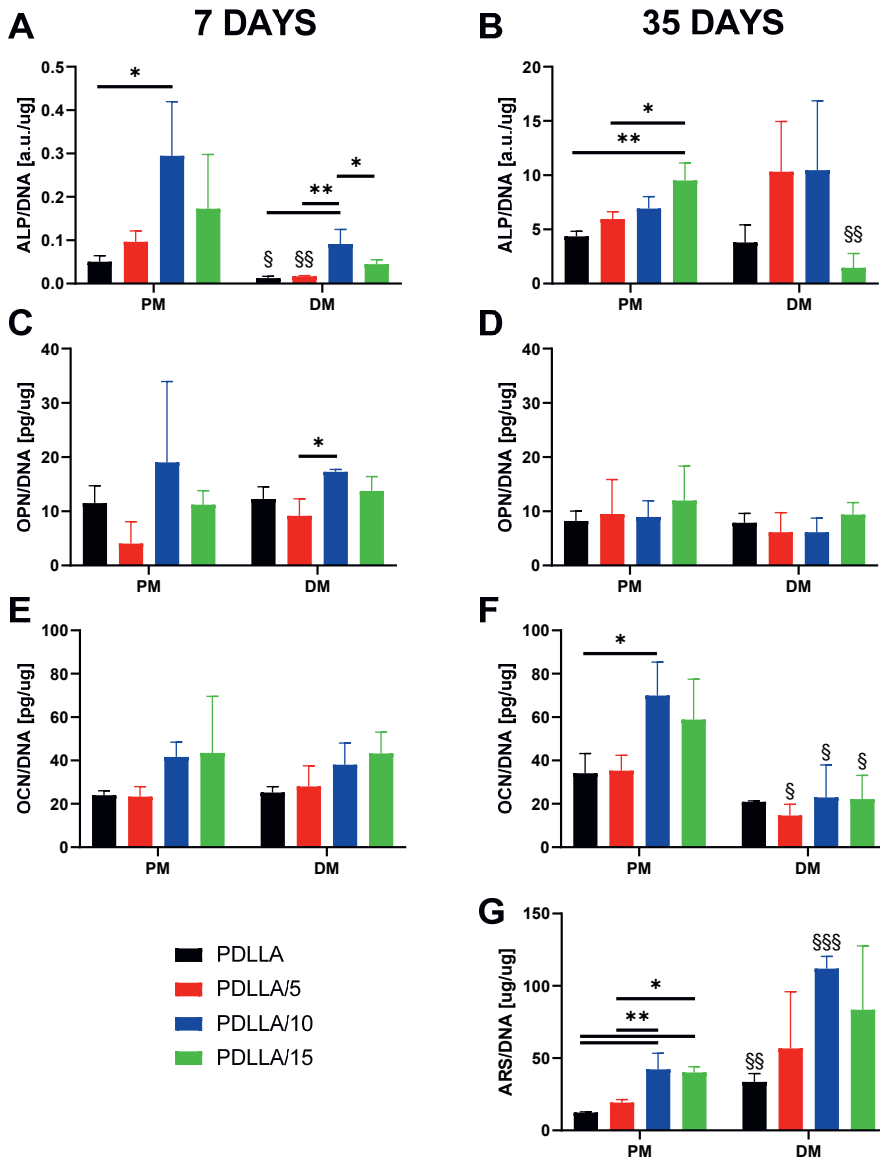 7 DAYS
35 DAYS
A
ALP/DNA [a.u./ug]
0.5
0.4
0.3
0.2
0.1
0.0
*
**
*
§
§§
PM
DM
B
ALP/DNA [a.u./ug]
20
15
10
5
0
*
**
§§
PM
DM
C
OPN/DNA [pg/ug]
40
30
20
10
0
*
PM
DM
D
OPN/DNA [pg/ug]
40
30
20
10
0
PM
DM
E
OCN/DNA [pg/ug]
100
80
60
40
20
0
PM
DM
F
OCN/DNA [pg/ug]
100
80
60
40
20
0
*
§
§
§
PM
DM
PDLLA
PDLLA/5
PDLLA/10
PDLLA/15
G
ARS/DNA [ug/ug]
150
100
50
0
*
**
§§
§§§
PM
DM